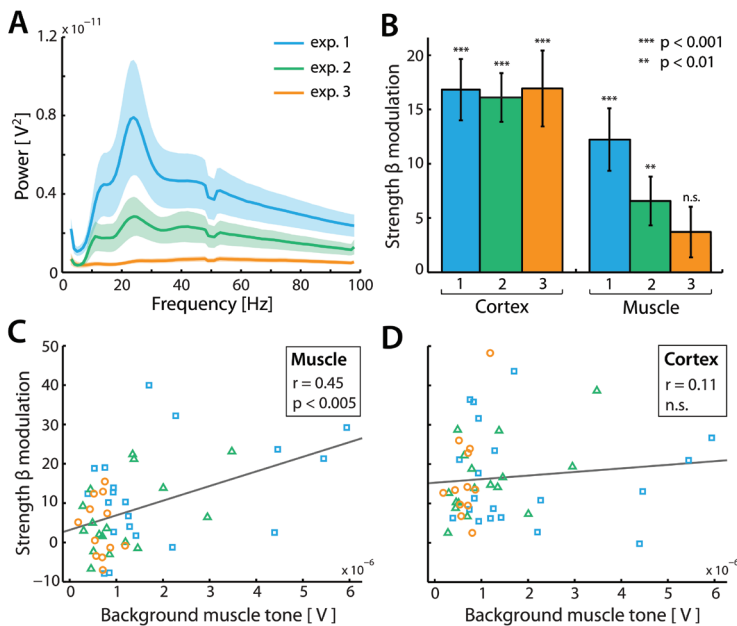 A
x 10⁻¹¹
1.2
0.8
0.4
0
Power [ V² ]
0 20 40 60 80 100
Frequency [Hz]
exp. 1
exp. 2
exp. 3
B
*** p < 0.001
** p < 0.01
20
15
10
5
0
Strength β modulation
*** *** *** *** ** n.s.
1 2 3 1 2 3
Cortex Muscle
C
50
40
30
20
10
0
−10
Strength β modulation
Muscle
r = 0.45
p < 0.005
x 10⁻⁶
0 1 2 3 4 5 6
Background muscle tone [ V ]
D
Cortex
r = 0.11
n.s.
x 10⁻⁶
0 1 2 3 4 5 6
Background muscle tone [ V ]